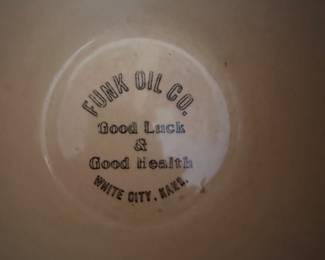 FUNK OIL CO.
Good Luck
&
Good Health
WHITE CITY, KANS.